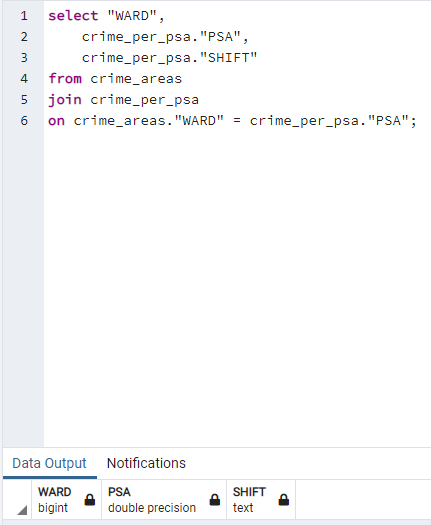 1 select "WARD",
2 crime_per_psa."PSA",
3 crime_per_psa."SHIFT"
4 from crime_areas
5 join crime_per_psa
6 on crime_areas."WARD" = crime_per_psa."PSA";
Data Output Notifications
WARD PSA SHIFT
bigint double precision text